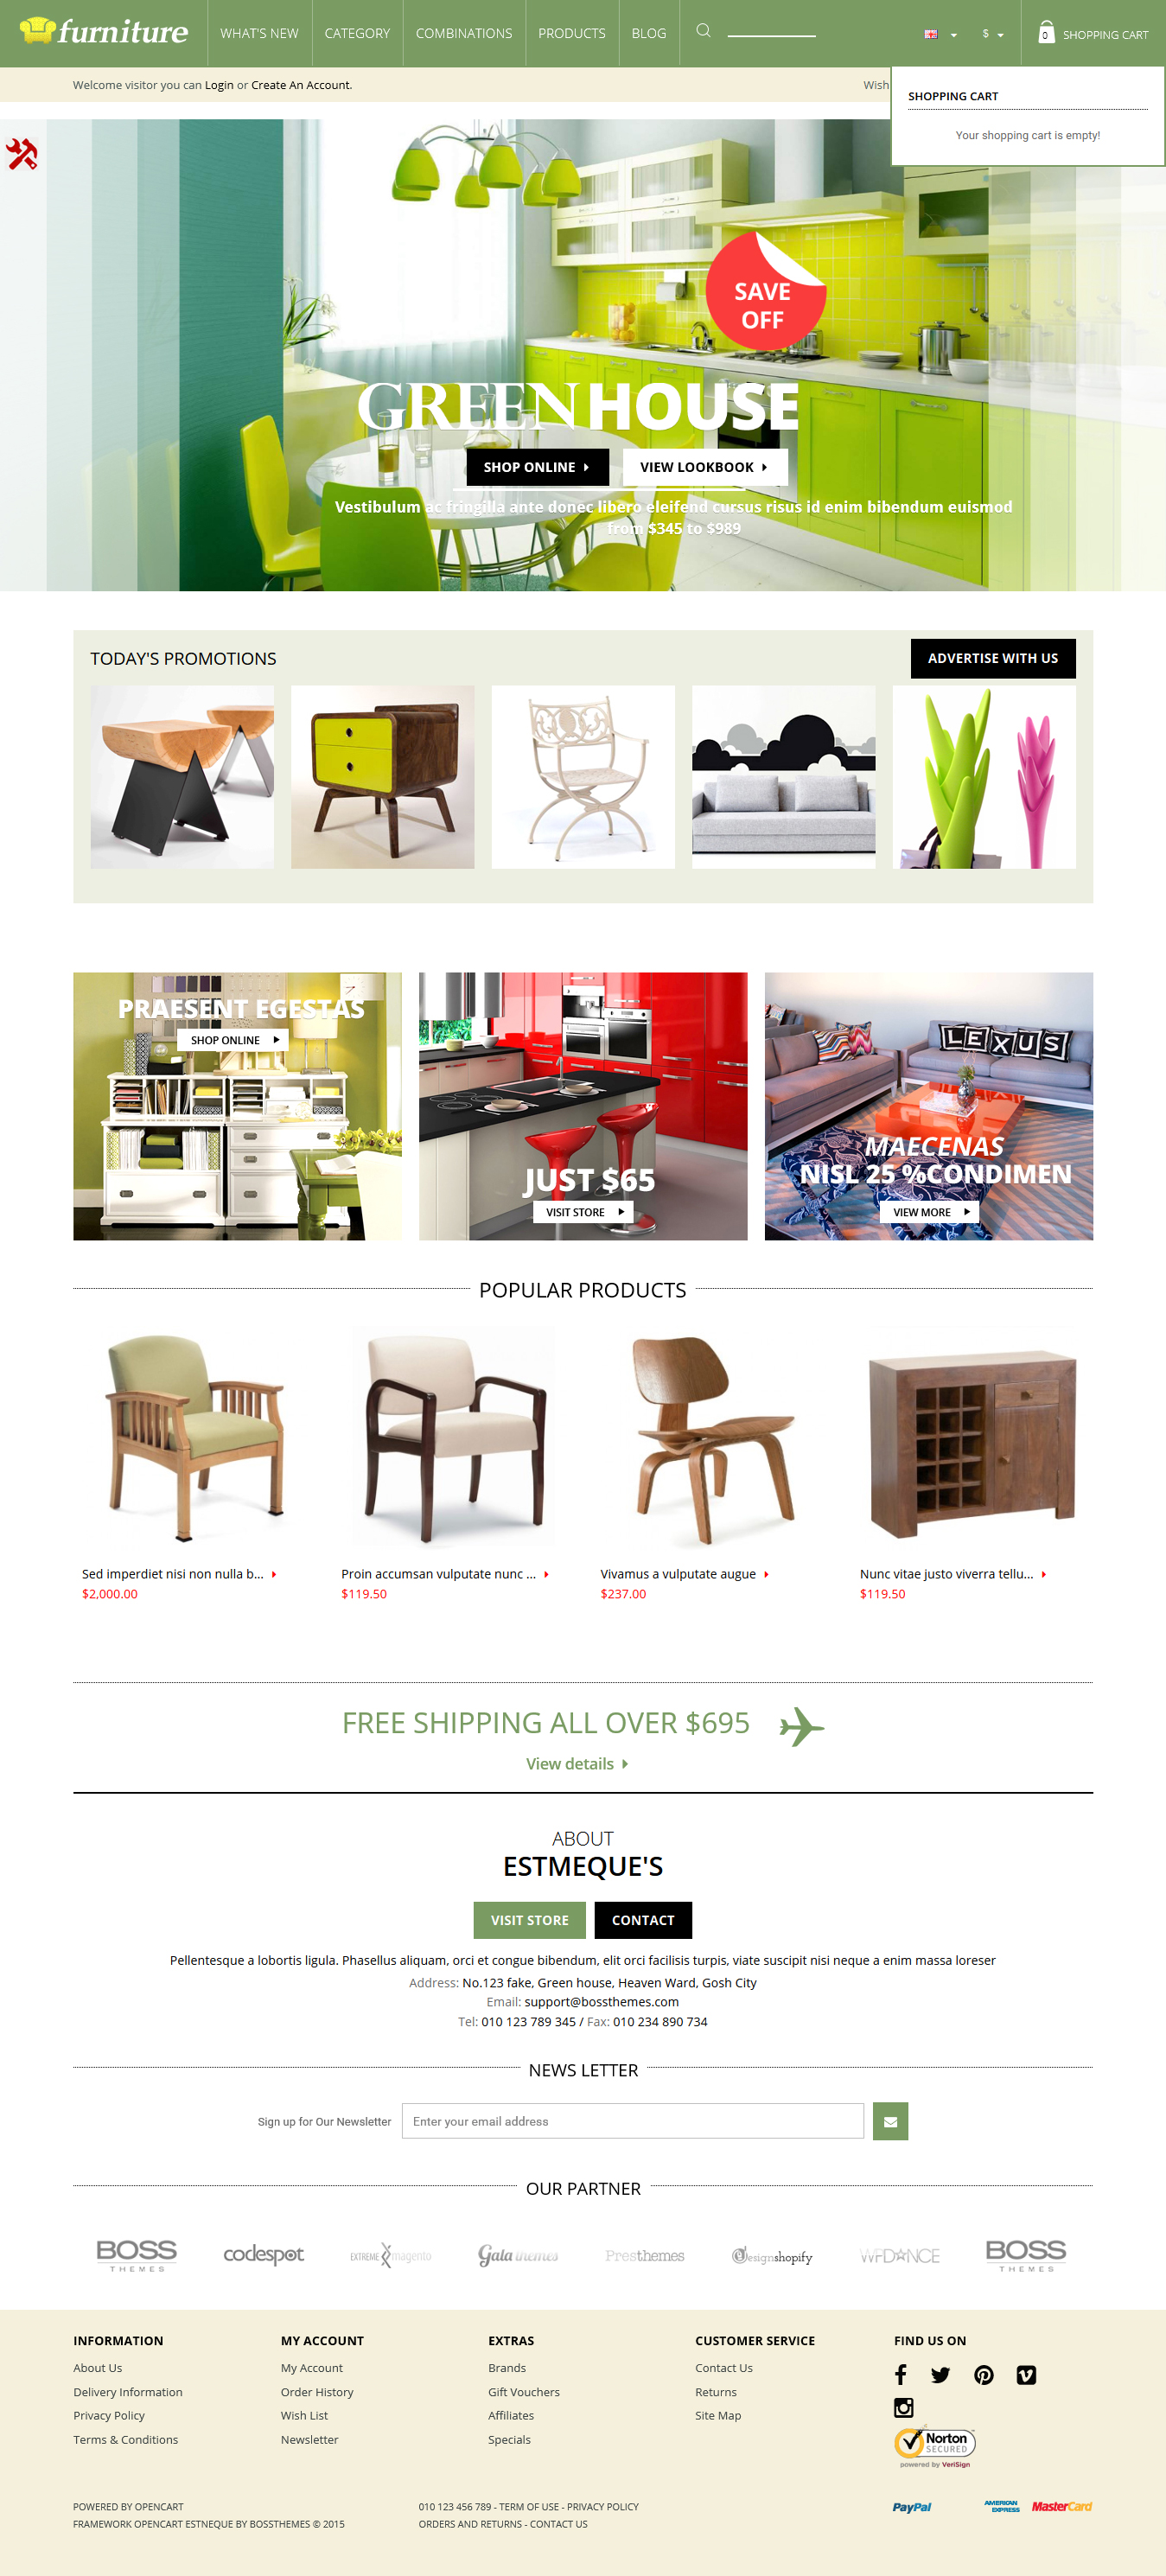 furniture
WHAT'S NEW
CATEGORY
COMBINATIONS
PRODUCTS
BLOG
$
0
SHOPPING CART
Welcome visitor you can Login or Create An Account.
Wish
SHOPPING CART
Your shopping cart is empty!
SAVE
OFF
GREENHOUSE
SHOP ONLINE
VIEW LOOKBOOK
Vestibulum ac fringilla ante donec libero eleifend cursus risus id enim bibendum euismod
from $345 to $989
TODAY'S PROMOTIONS
ADVERTISE WITH US
PRAESENT EGESTAS
SHOP ONLINE
JUST $65
VISIT STORE
LEXUS
MAECENAS
NISL 25 %CONDIMEN
VIEW MORE
POPULAR PRODUCTS
Sed imperdiet nisi non nulla b...
$2,000.00
Proin accumsan vulputate nunc ...
$119.50
Vivamus a vulputate augue
$237.00
Nunc vitae justo viverra tellu...
$119.50
FREE SHIPPING ALL OVER $695
View details
ABOUT
ESTMEQUE'S
VISIT STORE
CONTACT
Pellentesque a lobortis ligula. Phasellus aliquam, orci et congue bibendum, elit orci facilisis turpis, viate suscipit nisi neque a enim massa loreser
Address: No.123 fake, Green house, Heaven Ward, Gosh City
Email: support@bossthemes.com
Tel: 010 123 789 345 / Fax: 010 234 890 734
NEWS LETTER
Sign up for Our Newsletter
Enter your email address
OUR PARTNER
BOSS
THEMES
codespot
EXTREME magento
Galathemes
Presthemes
designshopify
WPDANCE
BOSS
THEMES
INFORMATION
About Us
Delivery Information
Privacy Policy
Terms & Conditions
MY ACCOUNT
My Account
Order History
Wish List
Newsletter
EXTRAS
Brands
Gift Vouchers
Affiliates
Specials
CUSTOMER SERVICE
Contact Us
Returns
Site Map
FIND US ON
Norton
SECURED
powered by VeriSign
POWERED BY OPENCART
FRAMEWORK OPENCART ESTNEQUE BY BOSSTHEMES © 2015
010 123 456 789 - TERM OF USE - PRIVACY POLICY
ORDERS AND RETURNS - CONTACT US
PayPal
AMERICAN
EXPRESS
MasterCard